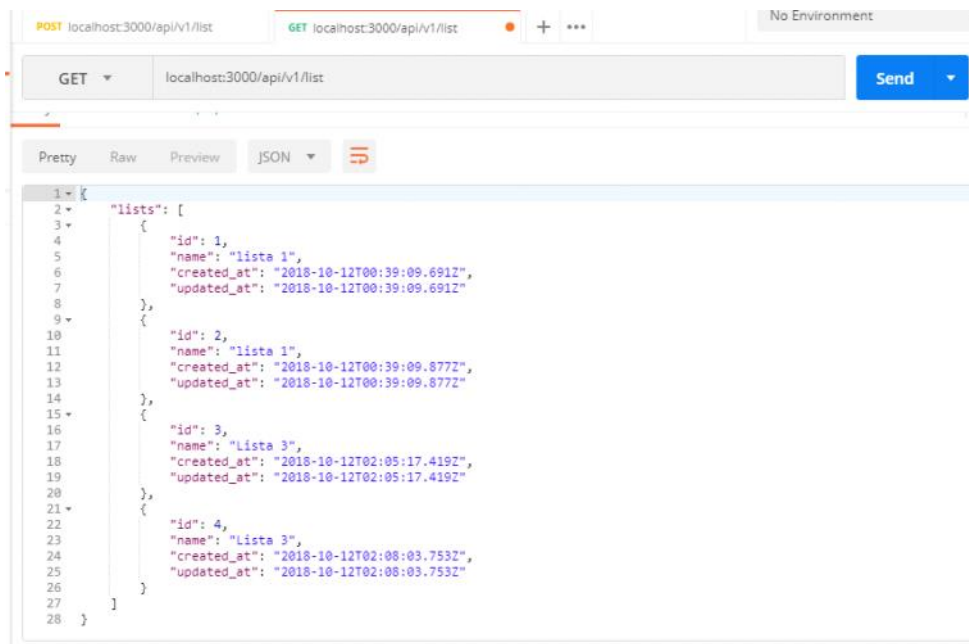 POST localhost:3000/api/v1/list GET localhost:3000/api/v1/list + ••• No Environment
GET localhost:3000/api/v1/list Send
Pretty Raw Preview JSON
1 {
2 "lists": [
3 {
4 "id": 1,
5 "name": "lista 1",
6 "created_at": "2018-10-12T00:39:09.691Z",
7 "updated_at": "2018-10-12T00:39:09.691Z"
8 },
9 {
10 "id": 2,
11 "name": "lista 1",
12 "created_at": "2018-10-12T00:39:09.877Z",
13 "updated_at": "2018-10-12T00:39:09.877Z"
14 },
15 {
16 "id": 3,
17 "name": "Lista 3",
18 "created_at": "2018-10-12T02:05:17.419Z",
19 "updated_at": "2018-10-12T02:05:17.419Z"
20 },
21 {
22 "id": 4,
23 "name": "Lista 3",
24 "created_at": "2018-10-12T02:08:03.753Z",
25 "updated_at": "2018-10-12T02:08:03.753Z"
26 }
27 ]
28 }